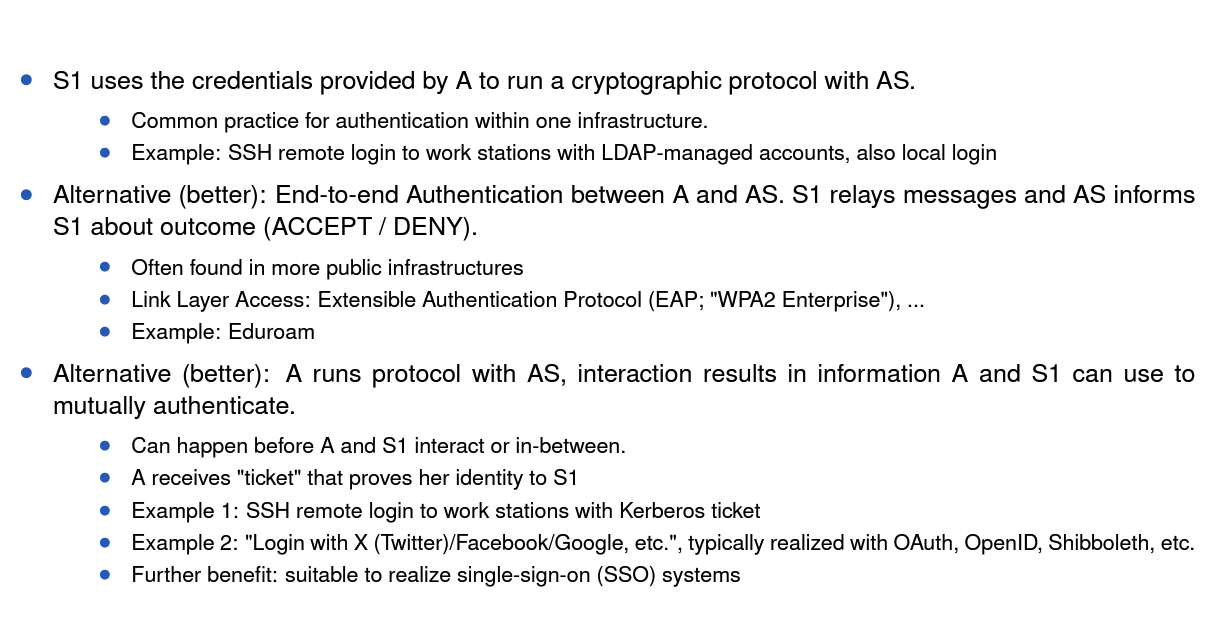 S1 uses the credentials provided by A to run a cryptographic protocol with AS.
Common practice for authentication within one infrastructure.
Example: SSH remote login to work stations with LDAP-managed accounts, also local login
Alternative (better): End-to-end Authentication between A and AS. S1 relays messages and AS informs
S1 about outcome (ACCEPT / DENY).
Often found in more public infrastructures
Link Layer Access: Extensible Authentication Protocol (EAP; "WPA2 Enterprise"), ...
Example: Eduroam
Alternative (better): A runs protocol with AS, interaction results in information A and S1 can use to
mutually authenticate.
Can happen before A and S1 interact or in-between.
A receives "ticket" that proves her identity to S1
Example 1: SSH remote login to work stations with Kerberos ticket
Example 2: "Login with X (Twitter)/Facebook/Google, etc.", typically realized with OAuth, OpenID, Shibboleth, etc.
Further benefit: suitable to realize single-sign-on (SSO) systems